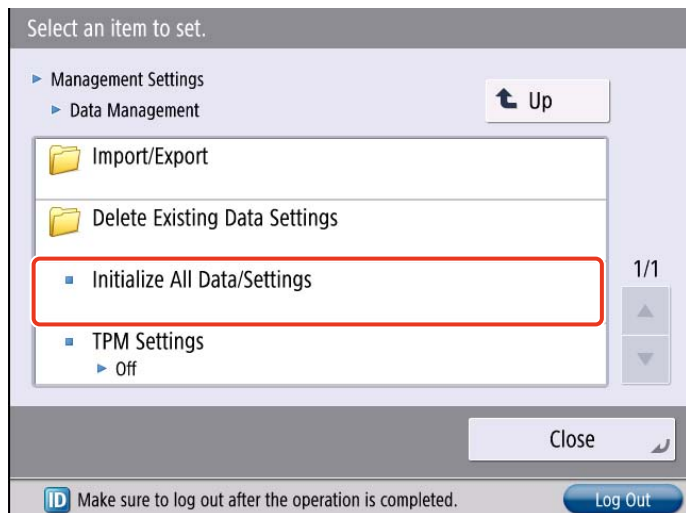 Select an item to set.
Management Settings
Data Management
Up
Import/Export
Delete Existing Data Settings
Initialize All Data/Settings
1/1
TPM Settings
Off
Close
ID Make sure to log out after the operation is completed.
Log Out